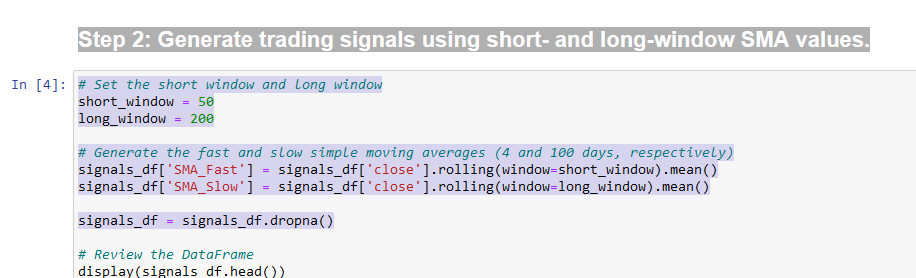 Step 2: Generate trading signals using short- and long-window SMA values.
In [4]: # Set the short window and long window
short_window = 50
long_window = 200
# Generate the fast and slow simple moving averages (4 and 100 days, respectively)
signals_df['SMA_Fast'] = signals_df['close'].rolling(window=short_window).mean()
signals_df['SMA_Slow'] = signals_df['close'].rolling(window=long_window).mean()
signals_df = signals_df.dropna()
# Review the DataFrame
display(signals_df.head())